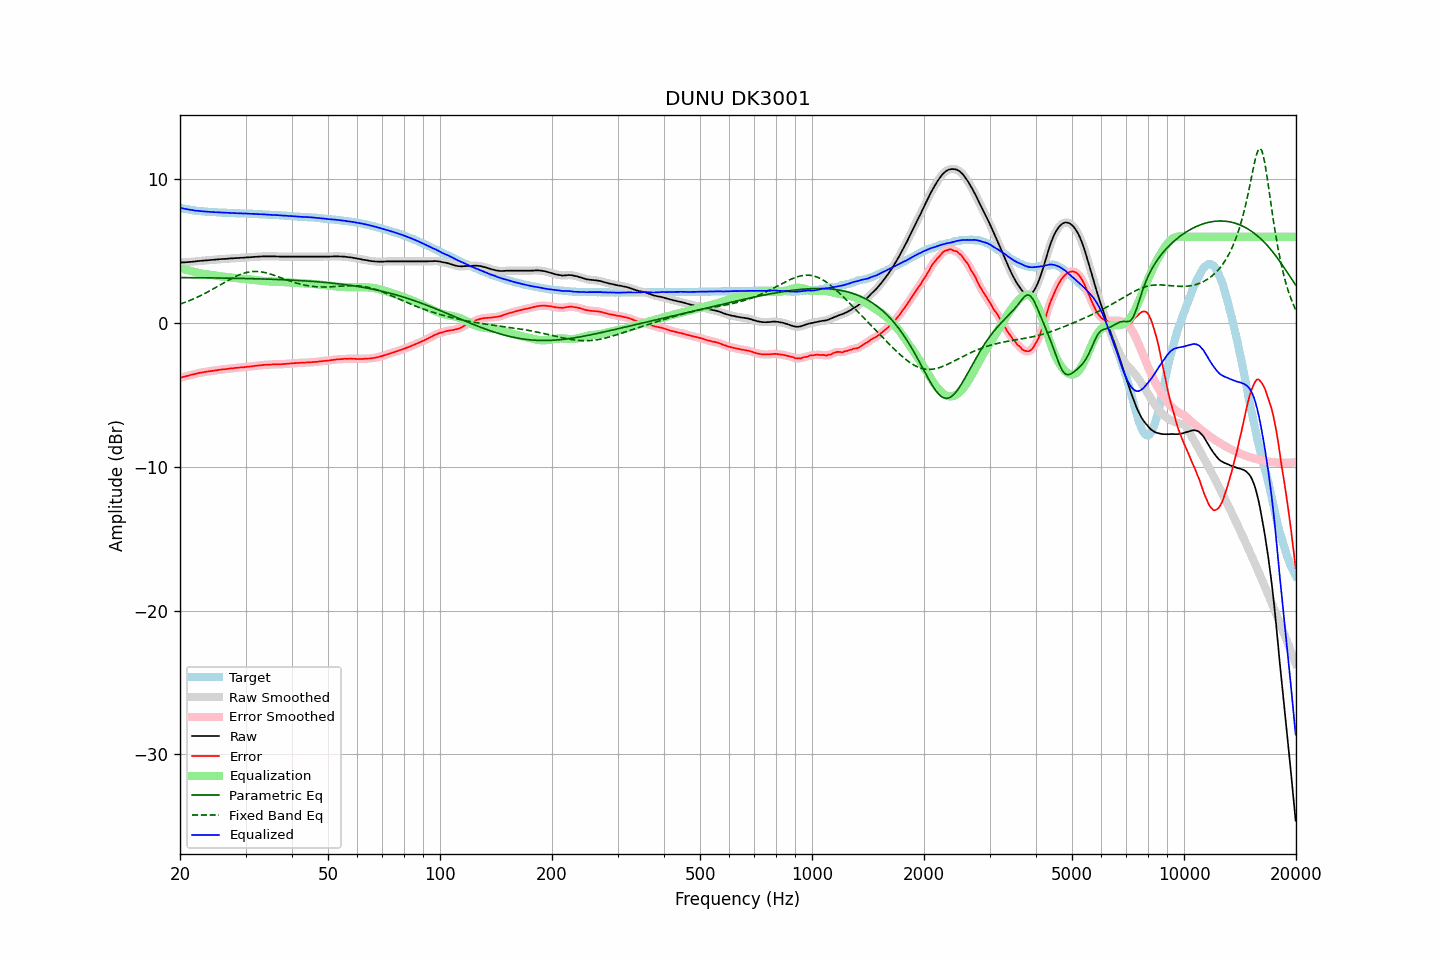 DUNU DK3001
Amplitude (dBr)
10
0
−10
−20
−30
Target
Raw Smoothed
Error Smoothed
Raw
Error
Equalization
Parametric Eq
Fixed Band Eq
Equalized
20 50 100 200 500 1000 2000 5000 10000 20000
Frequency (Hz)